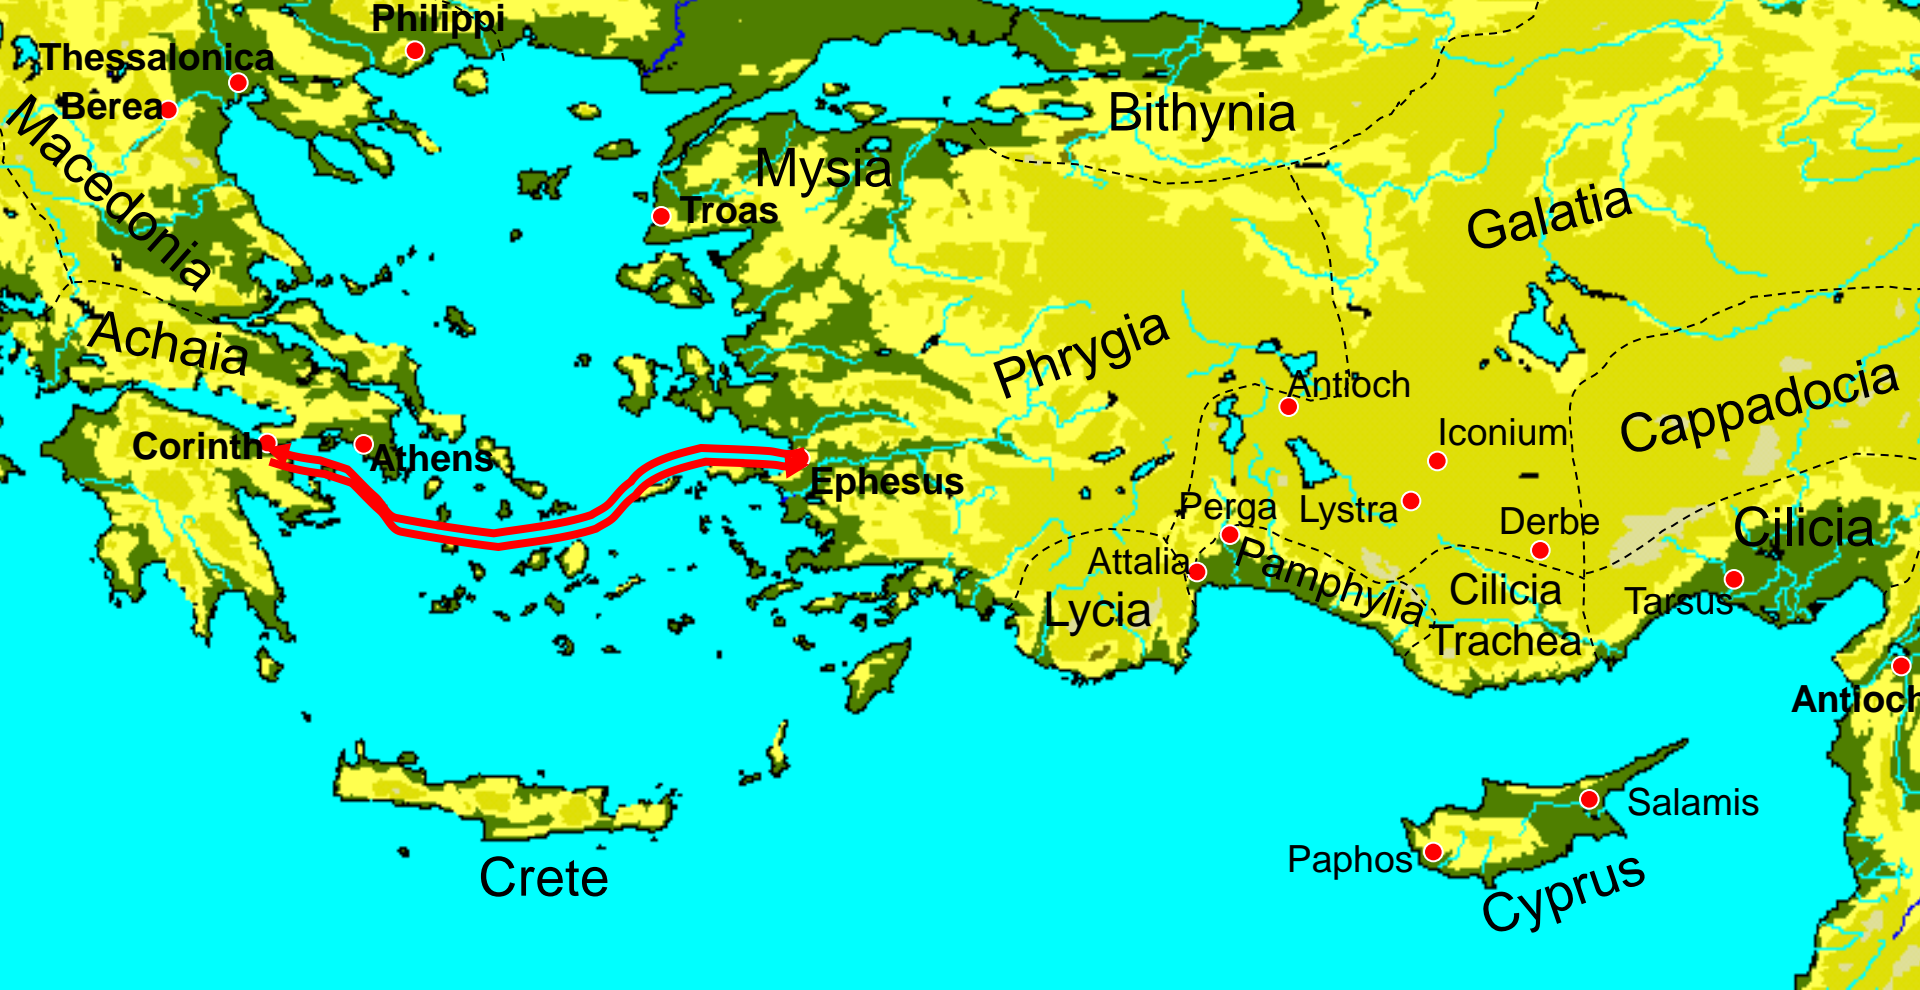 Philippi
Thessalonica
Berea
Macedonia
Bithynia
Mysia
Troas
Galatia
Achaia
Phrygia
Antioch
Cappadocia
Iconium
Corinth
Athens
Ephesus
Perga
Lystra
Derbe
Cilicia
Attalia
Pamphylia
Lycia
Cilicia
Trachea
Tarsus
Antioch
Salamis
Paphos
Crete
Cyprus